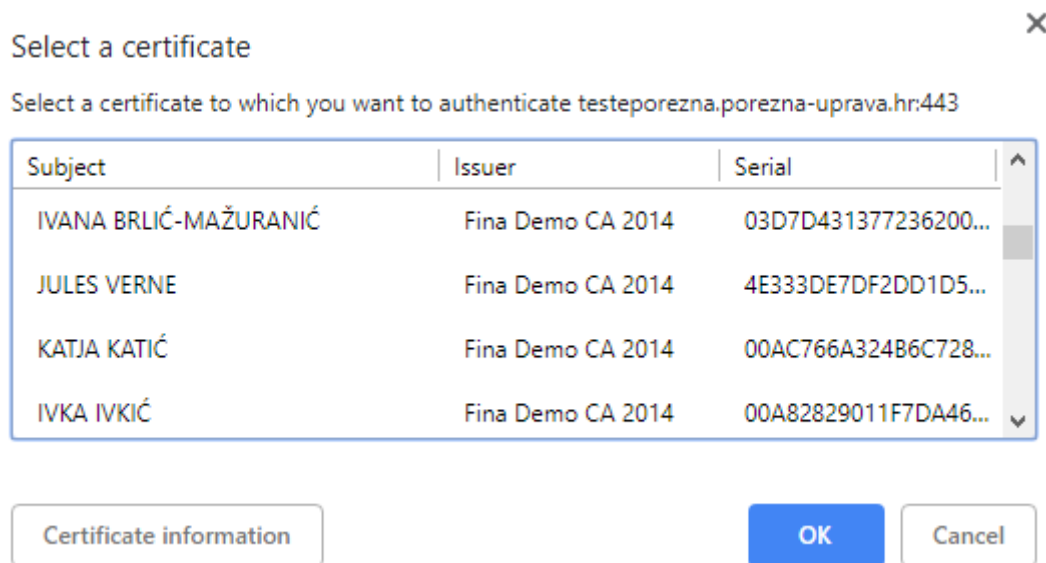 Select a certificate
Select a certificate to which you want to authenticate testeporezna.porezna-uprava.hr:443
Subject Issuer Serial
IVANA BRLIĆ-MAŽURANIĆ Fina Demo CA 2014 03D7D431377236200...
JULES VERNE Fina Demo CA 2014 4E333DE7DF2DD1D5...
KATJA KATIĆ Fina Demo CA 2014 00AC766A324B6C728...
IVKA IVKIĆ Fina Demo CA 2014 00A82829011F7DA46...
Certificate information OK Cancel